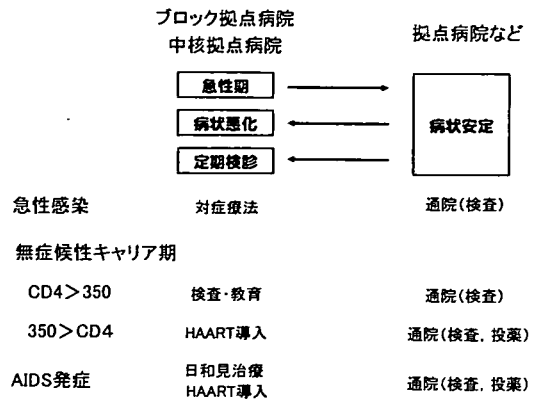 ブロック拠点病院
中核拠点病院
拠点病院など
急性期
病状悪化
定期検診
病状安定
急性感染 対症療法 通院(検査)
無症候性キャリア期
CD4＞350 検査・教育 通院(検査)
350＞CD4 HAART導入 通院(検査, 投薬)
AIDS発症 日和見治療 通院(検査, 投薬)
HAART導入